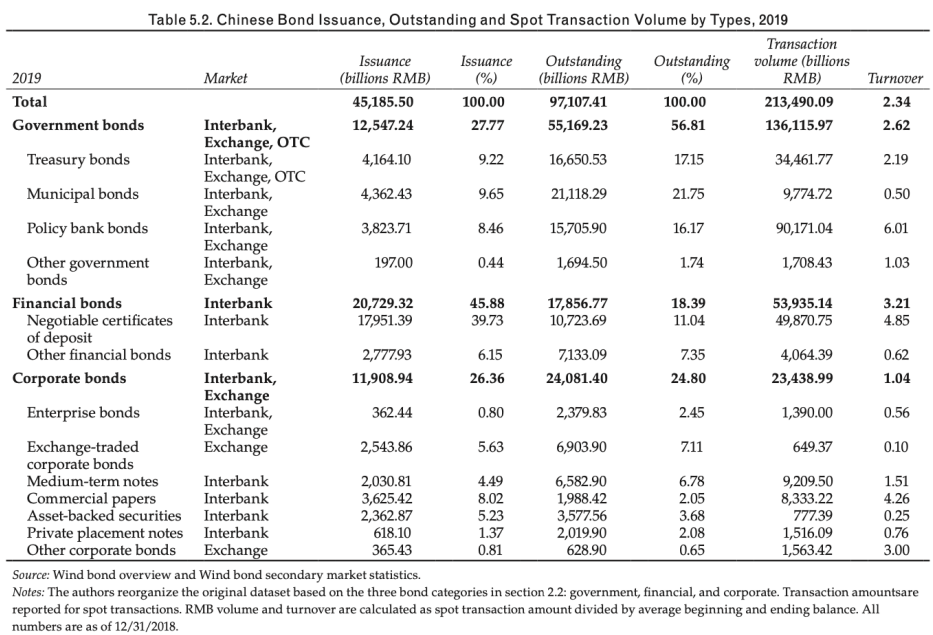 Table 5.2. Chinese Bond Issuance, Outstanding and Spot Transaction Volume by Types, 2019
2019 Market Issuance (billions RMB) Issuance (%) Outstanding (billions RMB) Outstanding (%) Transaction volume (billions RMB) Turnover
Total 45,185.50 100.00 97,107.41 100.00 213,490.09 2.34
Government bonds Interbank, Exchange, OTC 12,547.24 27.77 55,169.23 56.81 136,115.97 2.62
Treasury bonds Interbank, Exchange, OTC 4,164.10 9.22 16,650.53 17.15 34,461.77 2.19
Municipal bonds Interbank, Exchange 4,362.43 9.65 21,118.29 21.75 9,774.72 0.50
Policy bank bonds Interbank, Exchange 3,823.71 8.46 15,705.90 16.17 90,171.04 6.01
Other government bonds Interbank, Exchange 197.00 0.44 1,694.50 1.74 1,708.43 1.03
Financial bonds Interbank 20,729.32 45.88 17,856.77 18.39 53,935.14 3.21
Negotiable certificates of deposit Interbank 17,951.39 39.73 10,723.69 11.04 49,870.75 4.85
Other financial bonds Interbank 2,777.93 6.15 7,133.09 7.35 4,064.39 0.62
Corporate bonds Interbank, Exchange 11,908.94 26.36 24,081.40 24.80 23,438.99 1.04
Enterprise bonds Interbank, Exchange 362.44 0.80 2,379.83 2.45 1,390.00 0.56
Exchange-traded corporate bonds Exchange 2,543.86 5.63 6,903.90 7.11 649.37 0.10
Medium-term notes Interbank 2,030.81 4.49 6,582.90 6.78 9,209.50 1.51
Commercial papers Interbank 3,625.42 8.02 1,988.42 2.05 8,333.22 4.26
Asset-backed securities Interbank 2,362.87 5.23 3,577.56 3.68 777.39 0.25
Private placement notes Interbank 618.10 1.37 2,019.90 2.08 1,516.09 0.76
Other corporate bonds Exchange 365.43 0.81 628.90 0.65 1,563.42 3.00
Source: Wind bond overview and Wind bond secondary market statistics.
Notes: The authors reorganize the original dataset based on the three bond categories in section 2.2: government, financial, and corporate. Transaction amountsare
reported for spot transactions. RMB volume and turnover are calculated as spot transaction amount divided by average beginning and ending balance. All
numbers are as of 12/31/2018.